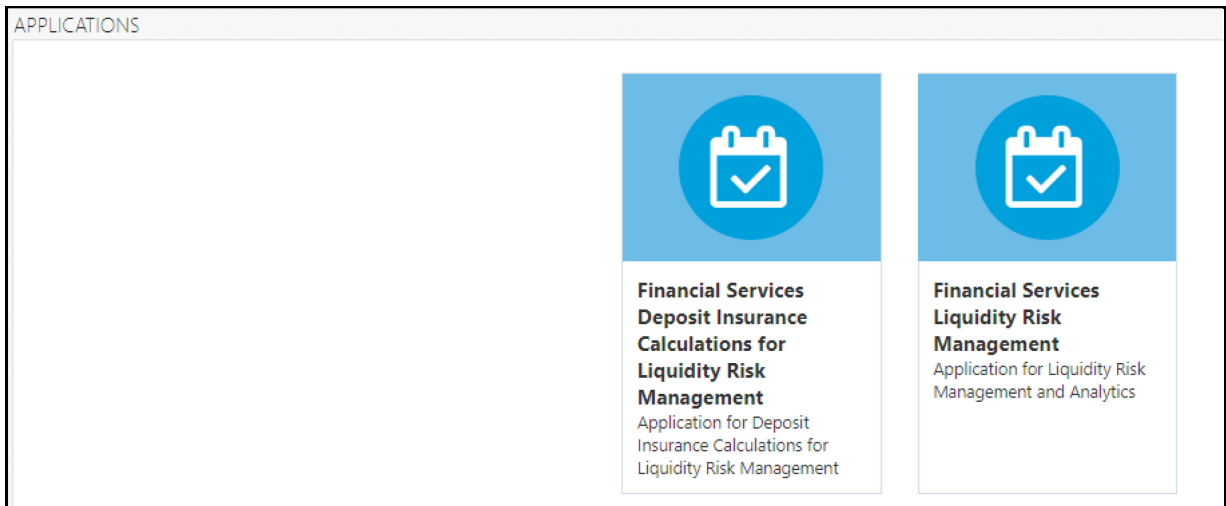 APPLICATIONS
Financial Services
Deposit Insurance
Calculations for
Liquidity Risk
Management
Application for Deposit
Insurance Calculations for
Liquidity Risk Management
Financial Services
Liquidity Risk
Management
Application for Liquidity Risk
Management and Analytics